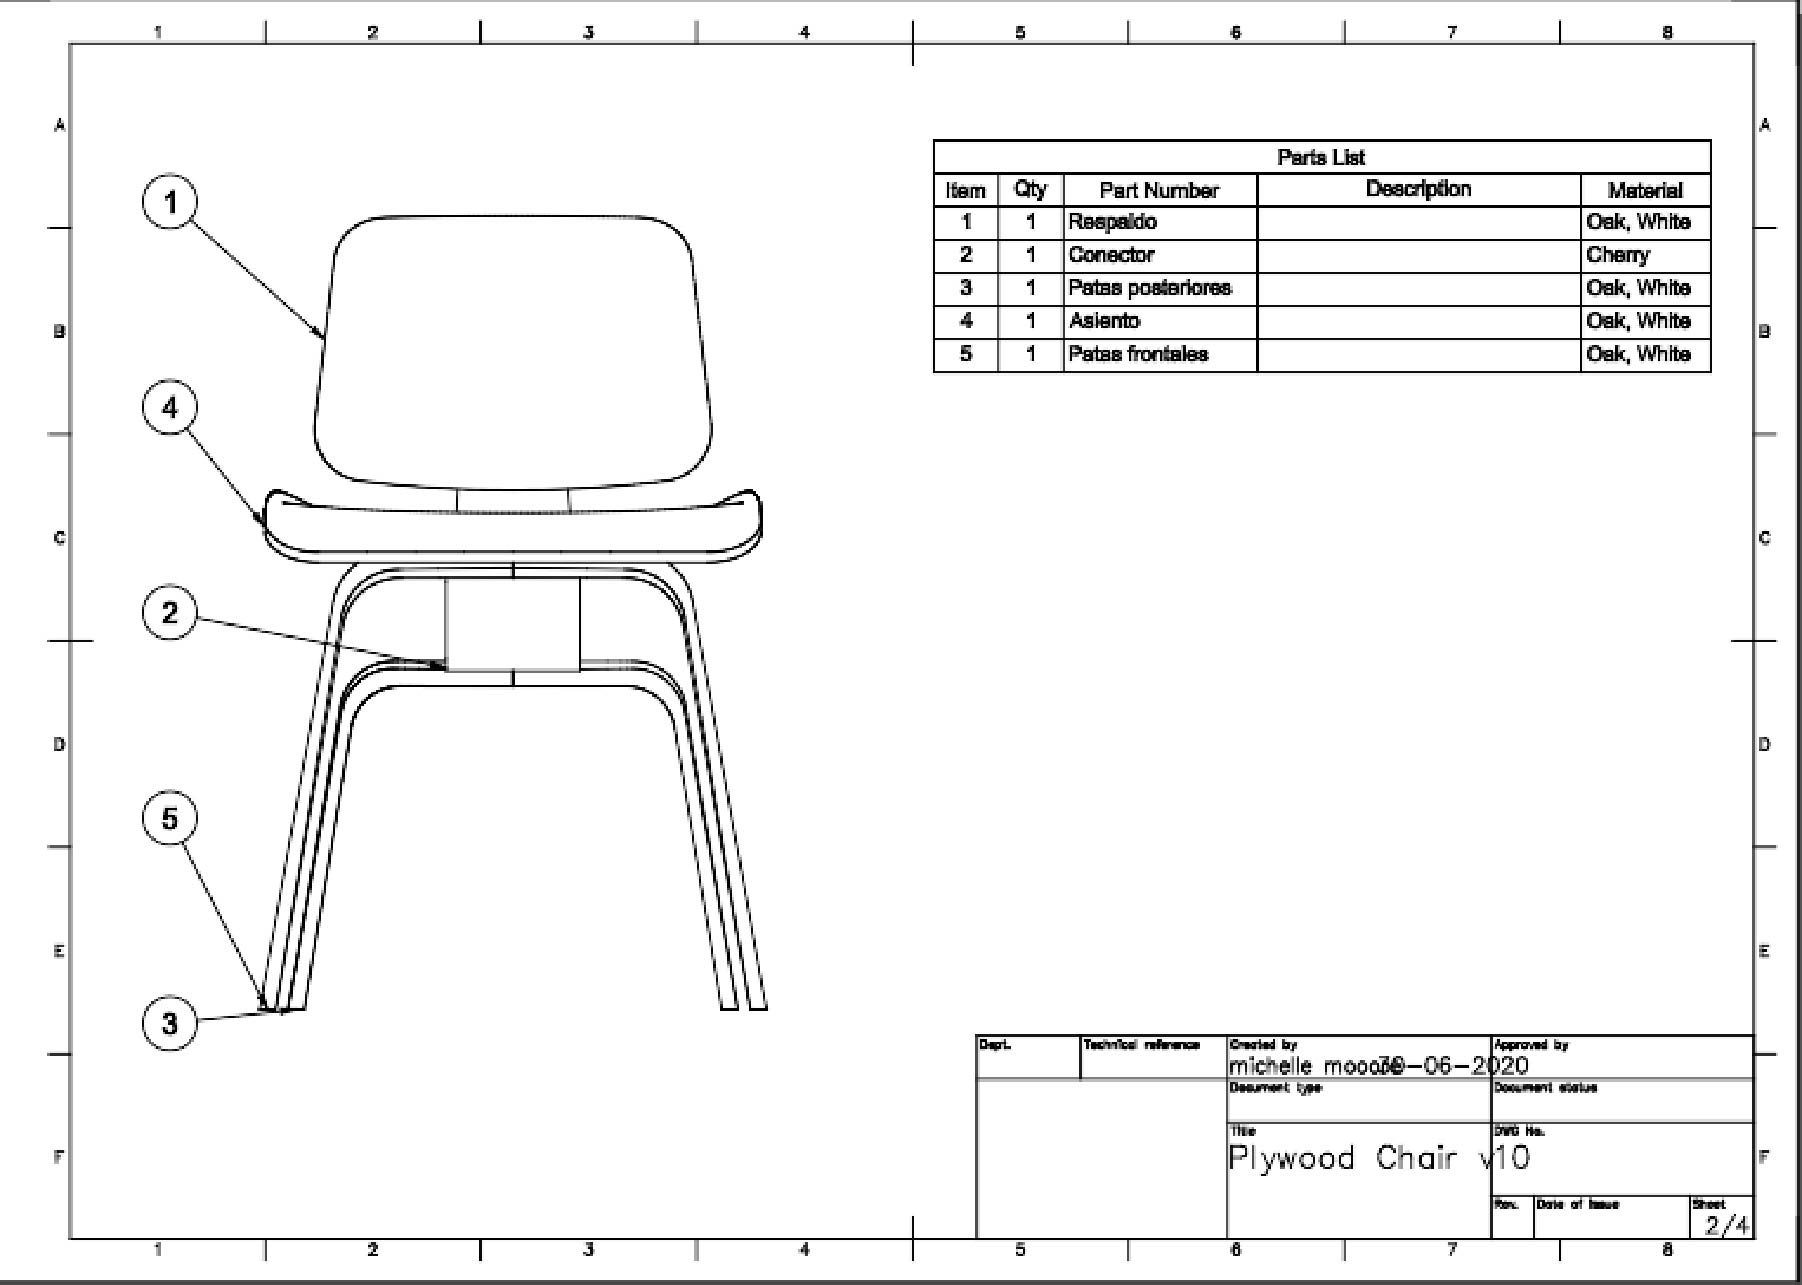 1 2 3 4 5 6 7 8
A A
B B
C C
D D
E E
F F
1
4
2
5
3
Parts List
Item Qty Part Number Description Material
1 1 Respaldo Oak, White
2 1 Conector Cherry
3 1 Patas posteriores Oak, White
4 1 Asiento Oak, White
5 1 Patas frontales Oak, White
Dept. Technical reference Created by Approved by
michelle -06-2020
Document type Document status
Title DWG No.
Plywood Chair v10
Rev. Date of issue Sheet
2/4
1 2 3 4 5 6 7 8